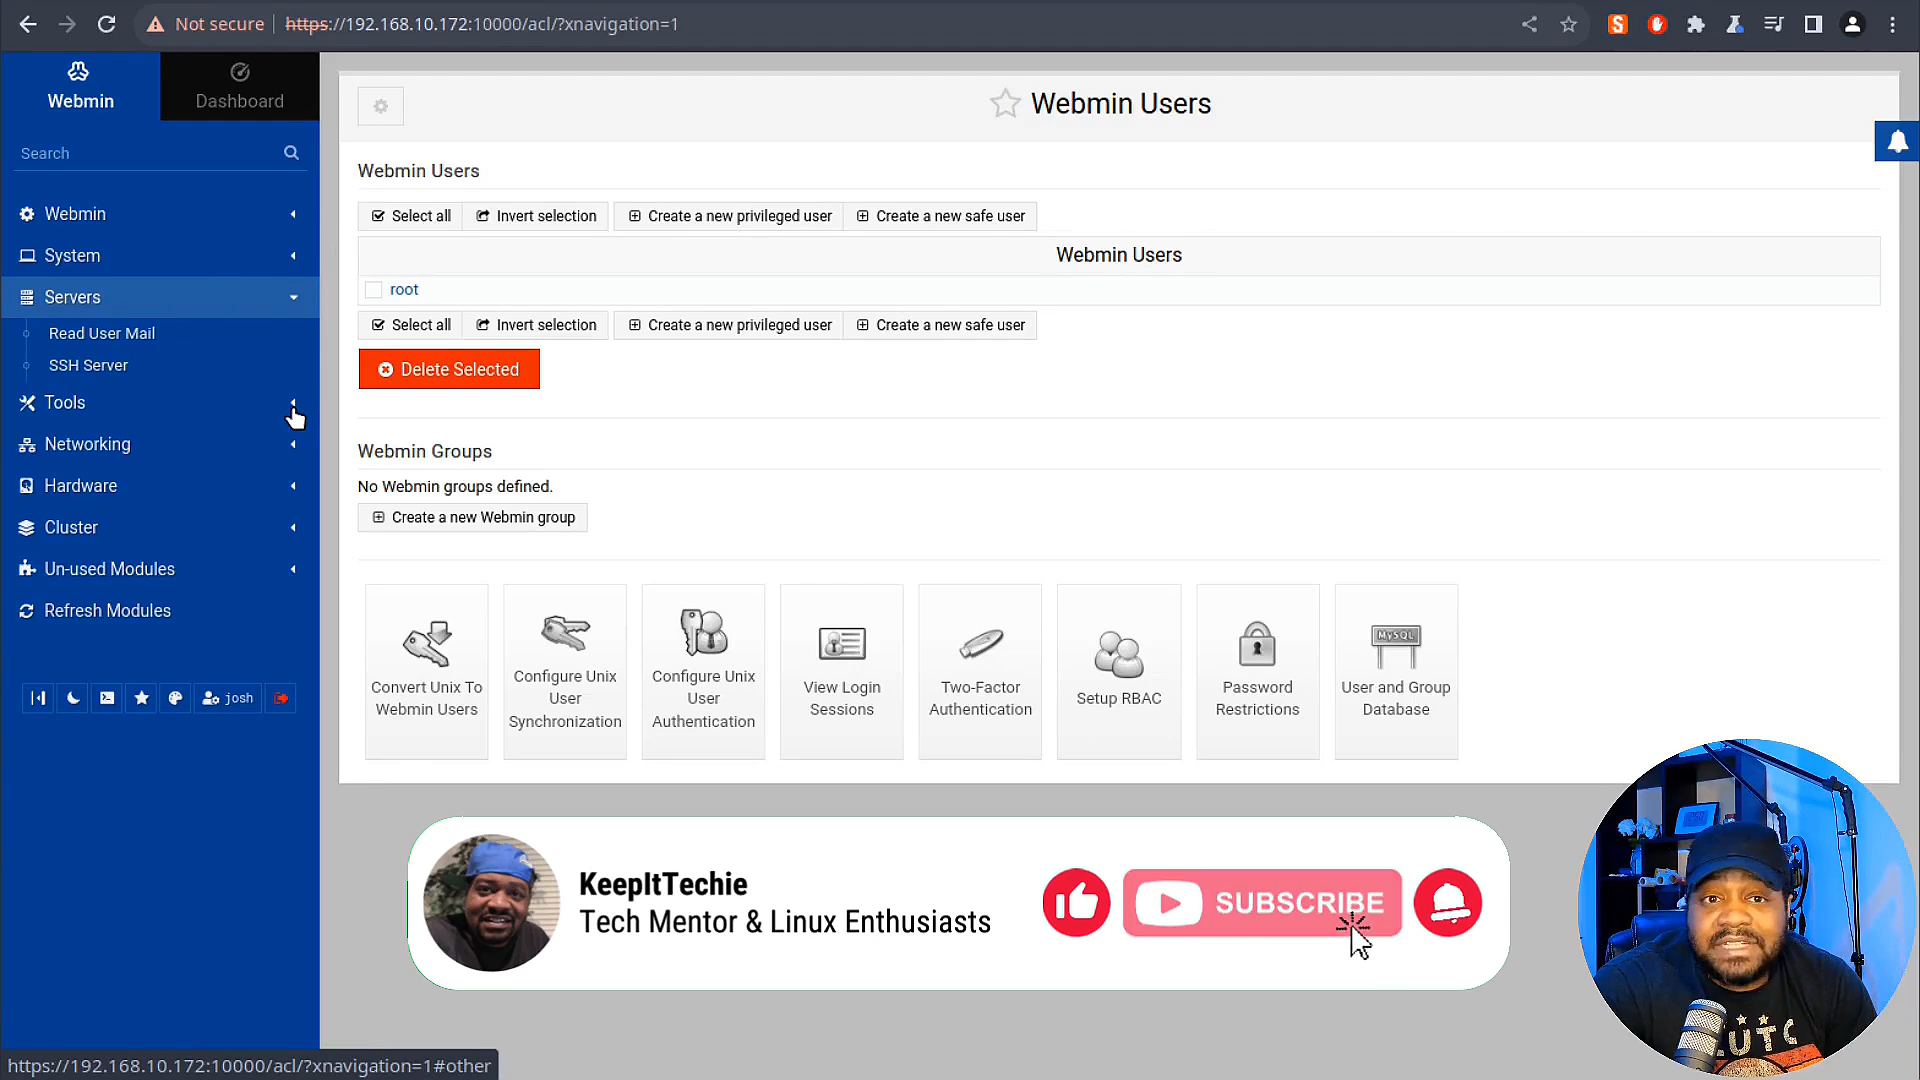 Not secure
https://192.168.10.172:10000/acl/?xnavigation=1
Webmin
Dashboard
Search
Webmin
System
Servers
Read User Mail
SSH Server
Tools
Networking
Hardware
Cluster
Un-used Modules
Refresh Modules
josh
Webmin Users
Webmin Users
Select all
Invert selection
Create a new privileged user
Create a new safe user
Webmin Users
root
Select all
Invert selection
Create a new privileged user
Create a new safe user
Delete Selected
Webmin Groups
No Webmin groups defined.
Create a new Webmin group
Convert Unix To
Webmin Users
Configure Unix
User
Synchronization
Configure Unix
User
Authentication
View Login
Sessions
Two-Factor
Authentication
Setup RBAC
Password
Restrictions
MySQL
User and Group
Database
KeepItTechie
Tech Mentor & Linux Enthusiasts
SUBSCRIBE
https://192.168.10.172:10000/acl/?xnavigation=1#other